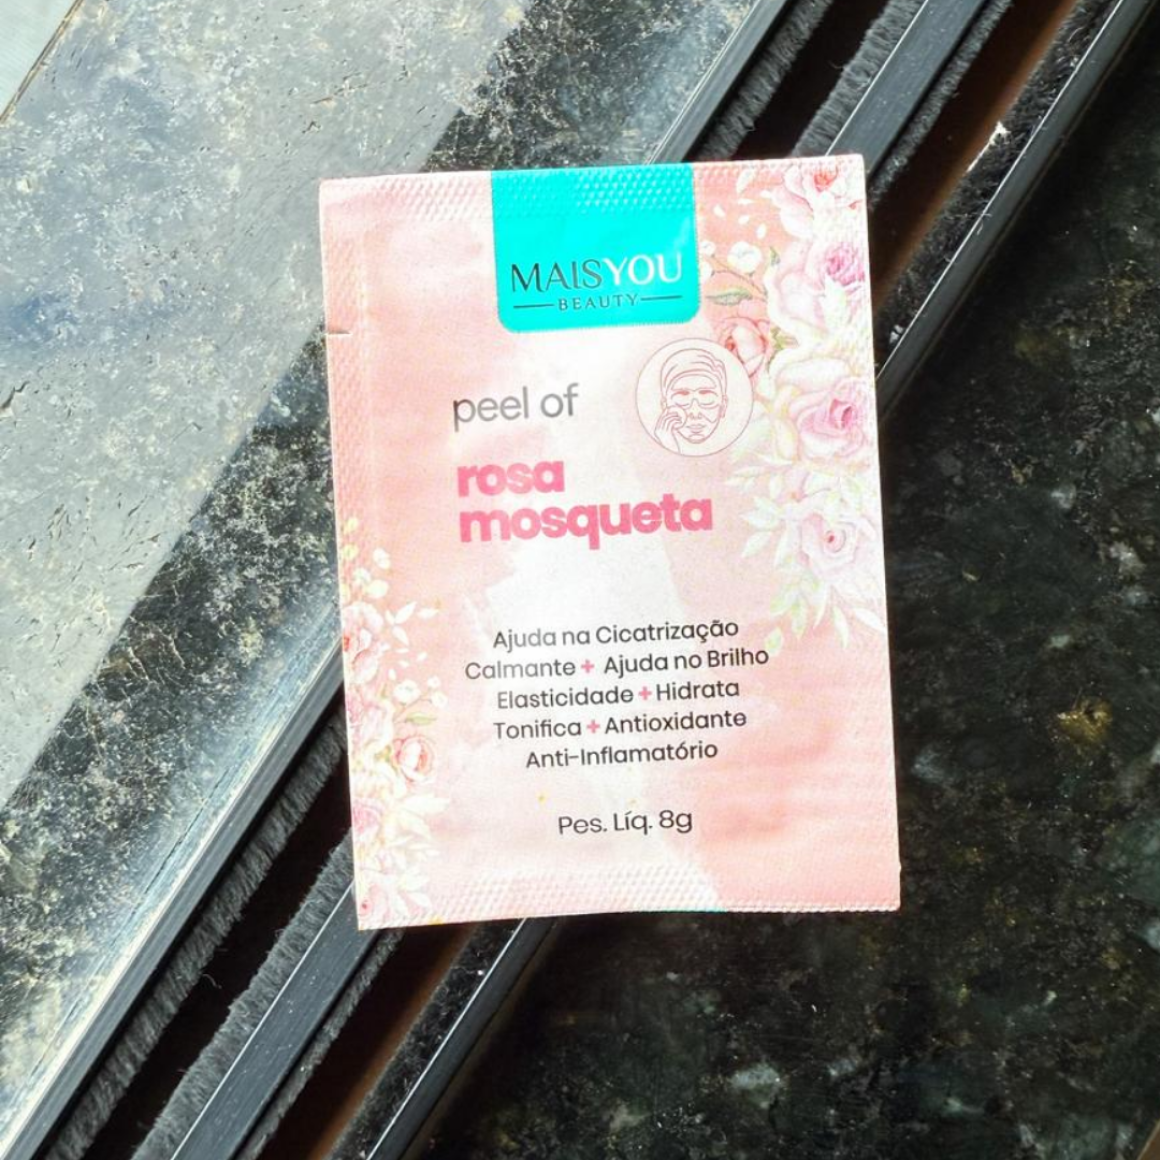 MAISYOU
BEAUTY
peel of
rosa
mosqueta
Ajuda na Cicatrização
Calmante + Ajuda no Brilho
Elasticidade + Hidrata
Tonifica + Antioxidante
Anti-Inflamatório
Pes. Líq. 8g